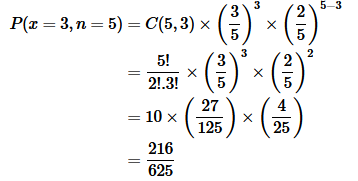 P(x = 3, n = 5) = C(5, 3) × (3/5)^3 × (2/5)^{5−3}
= 5!/2!.3! × (3/5)^3 × (2/5)^2
= 10 × (27/125) × (4/25)
= 216/625